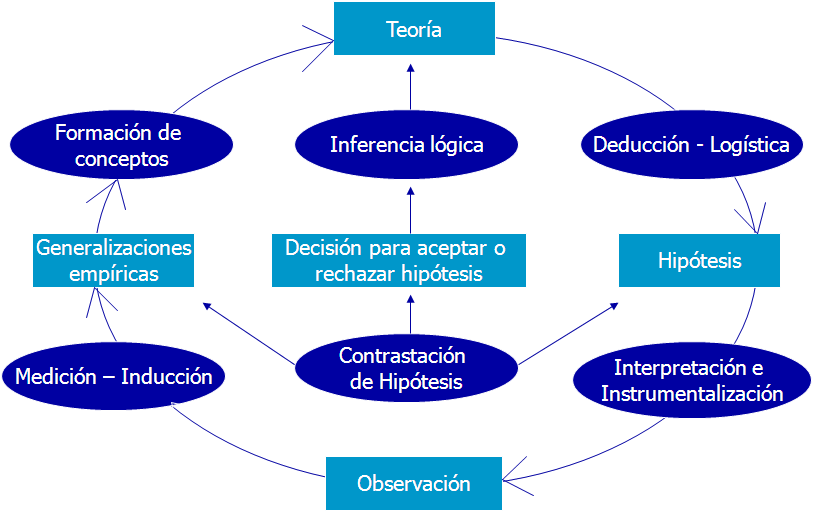 Teoría
Formación de
conceptos
Inferencia lógica
Deducción - Logística
Generalizaciones
empíricas
Decisión para aceptar o
rechazar hipótesis
Hipótesis
Medición – Inducción
Contrastación
de Hipótesis
Interpretación e
Instrumentalización
Observación